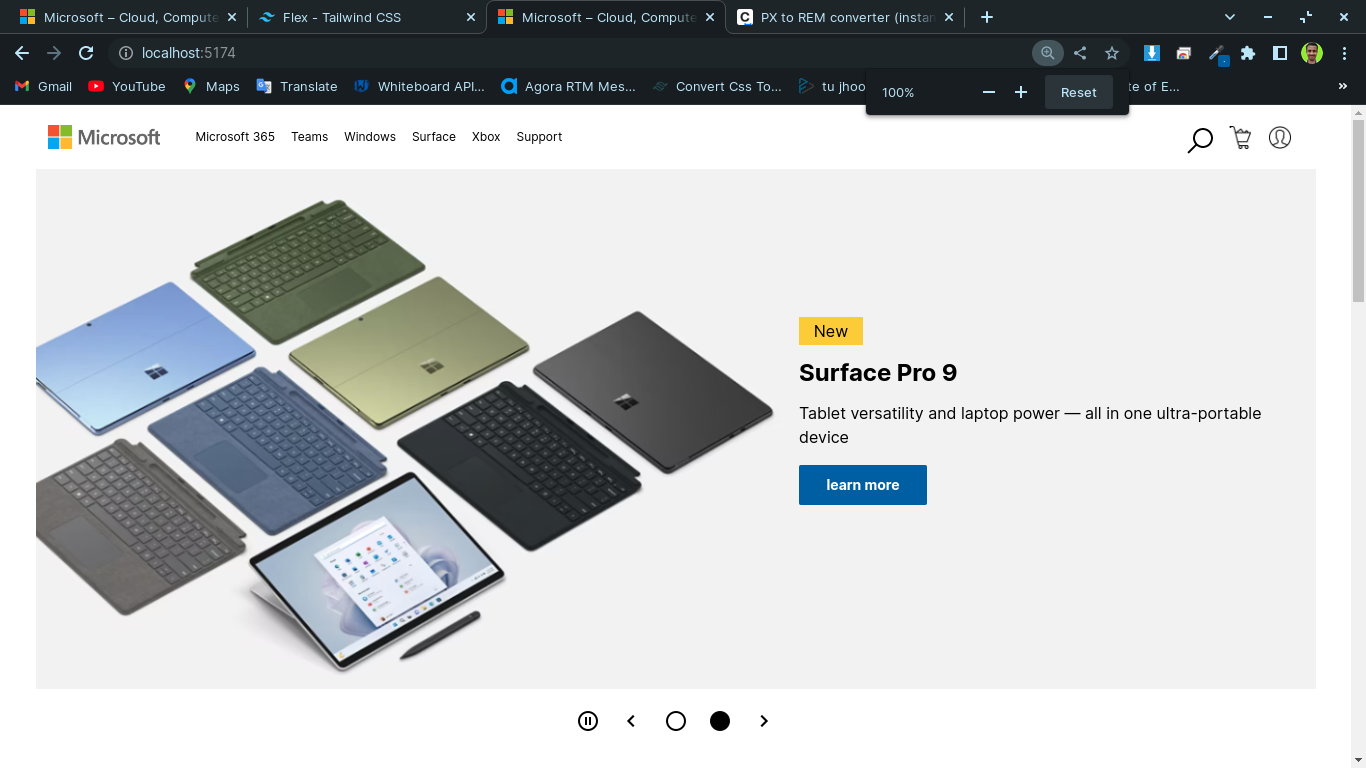 Microsoft – Cloud, Compute
Flex - Tailwind CSS
Microsoft – Cloud, Compute
PX to REM converter (instan
localhost:5174
Gmail
YouTube
Maps
Translate
Whiteboard API...
Agora RTM Mes...
Convert Css To...
tu jhoo
te of E...
»
100%
Reset
Microsoft
Microsoft 365
Teams
Windows
Surface
Xbox
Support
New
Surface Pro 9
Tablet versatility and laptop power — all in one ultra-portable
device
learn more